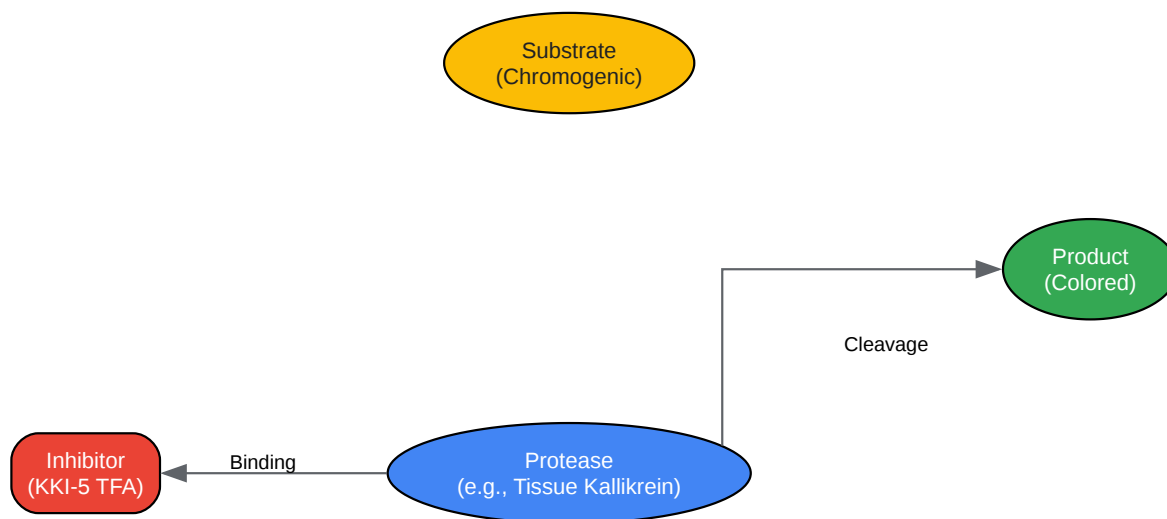 Substrate
(Chromogenic)
Product
(Colored)
Cleavage
Inhibitor
(KKI-5 TFA)
Binding
Protease
(e.g., Tissue Kallikrein)